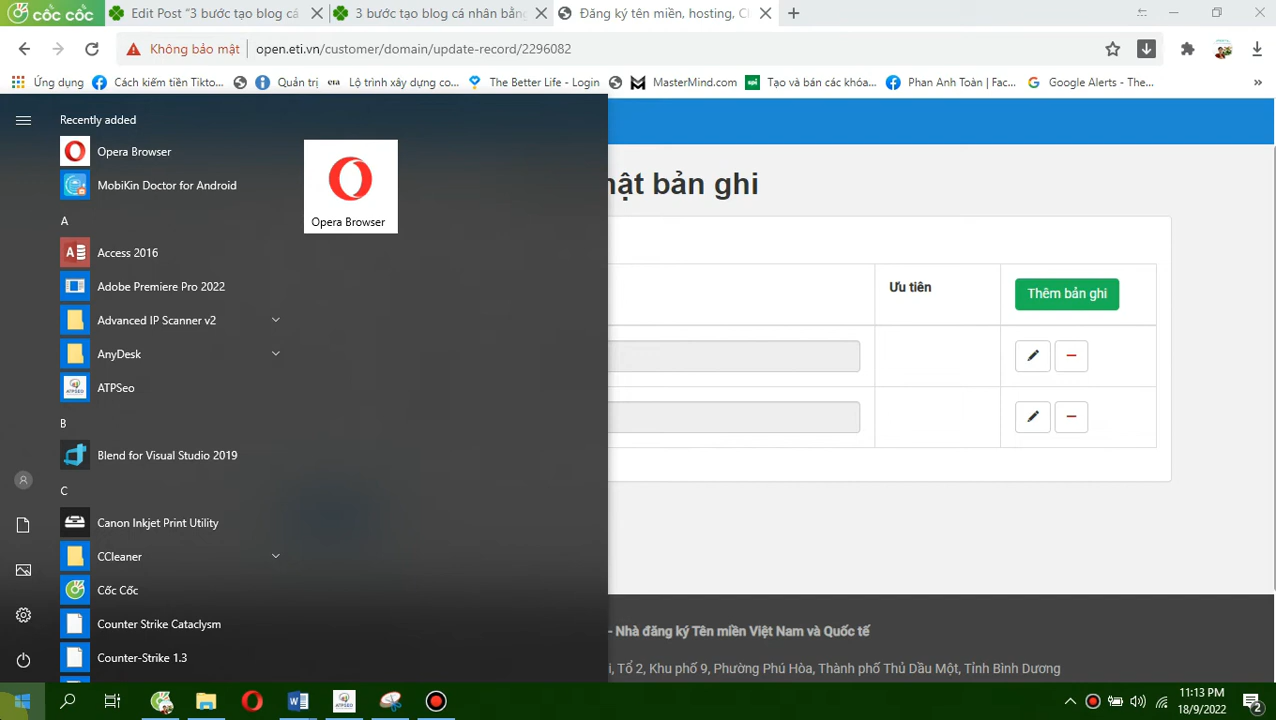 cốc cốc
Edit Post “3 bước tạo blog cá
3 bước tạo blog cá nhân bằng
Đăng ký tên miền, hosting, Cl
Không bảo mật
open.eti.vn/customer/domain/update-record/2296082
Ứng dụng
Cách kiếm tiền Tikto...
Quản trị
eta
Lộ trình xây dựng co...
The Better Life - Login
MasterMind.com
spi
Tạo và bán các khóa...
Phan Anh Toàn | Fac...
Google Alerts - The...
Recently added
Opera Browser
MobiKin Doctor for Android
Opera Browser
A
Access 2016
Adobe Premiere Pro 2022
Advanced IP Scanner v2
AnyDesk
ATPSeo
B
Blend for Visual Studio 2019
C
Canon Inkjet Print Utility
CCleaner
Cốc Cốc
Counter Strike Cataclysm
Counter-Strike 1.3
nhật bản ghi
Ưu tiên
Thêm bản ghi
- Nhà đăng ký Tên miền Việt Nam và Quốc tế
i, Tổ 2, Khu phố 9, Phường Phú Hòa, Thành phố Thủ Dầu Một, Tỉnh Bình Dương
11:13 PM
18/9/2022
2